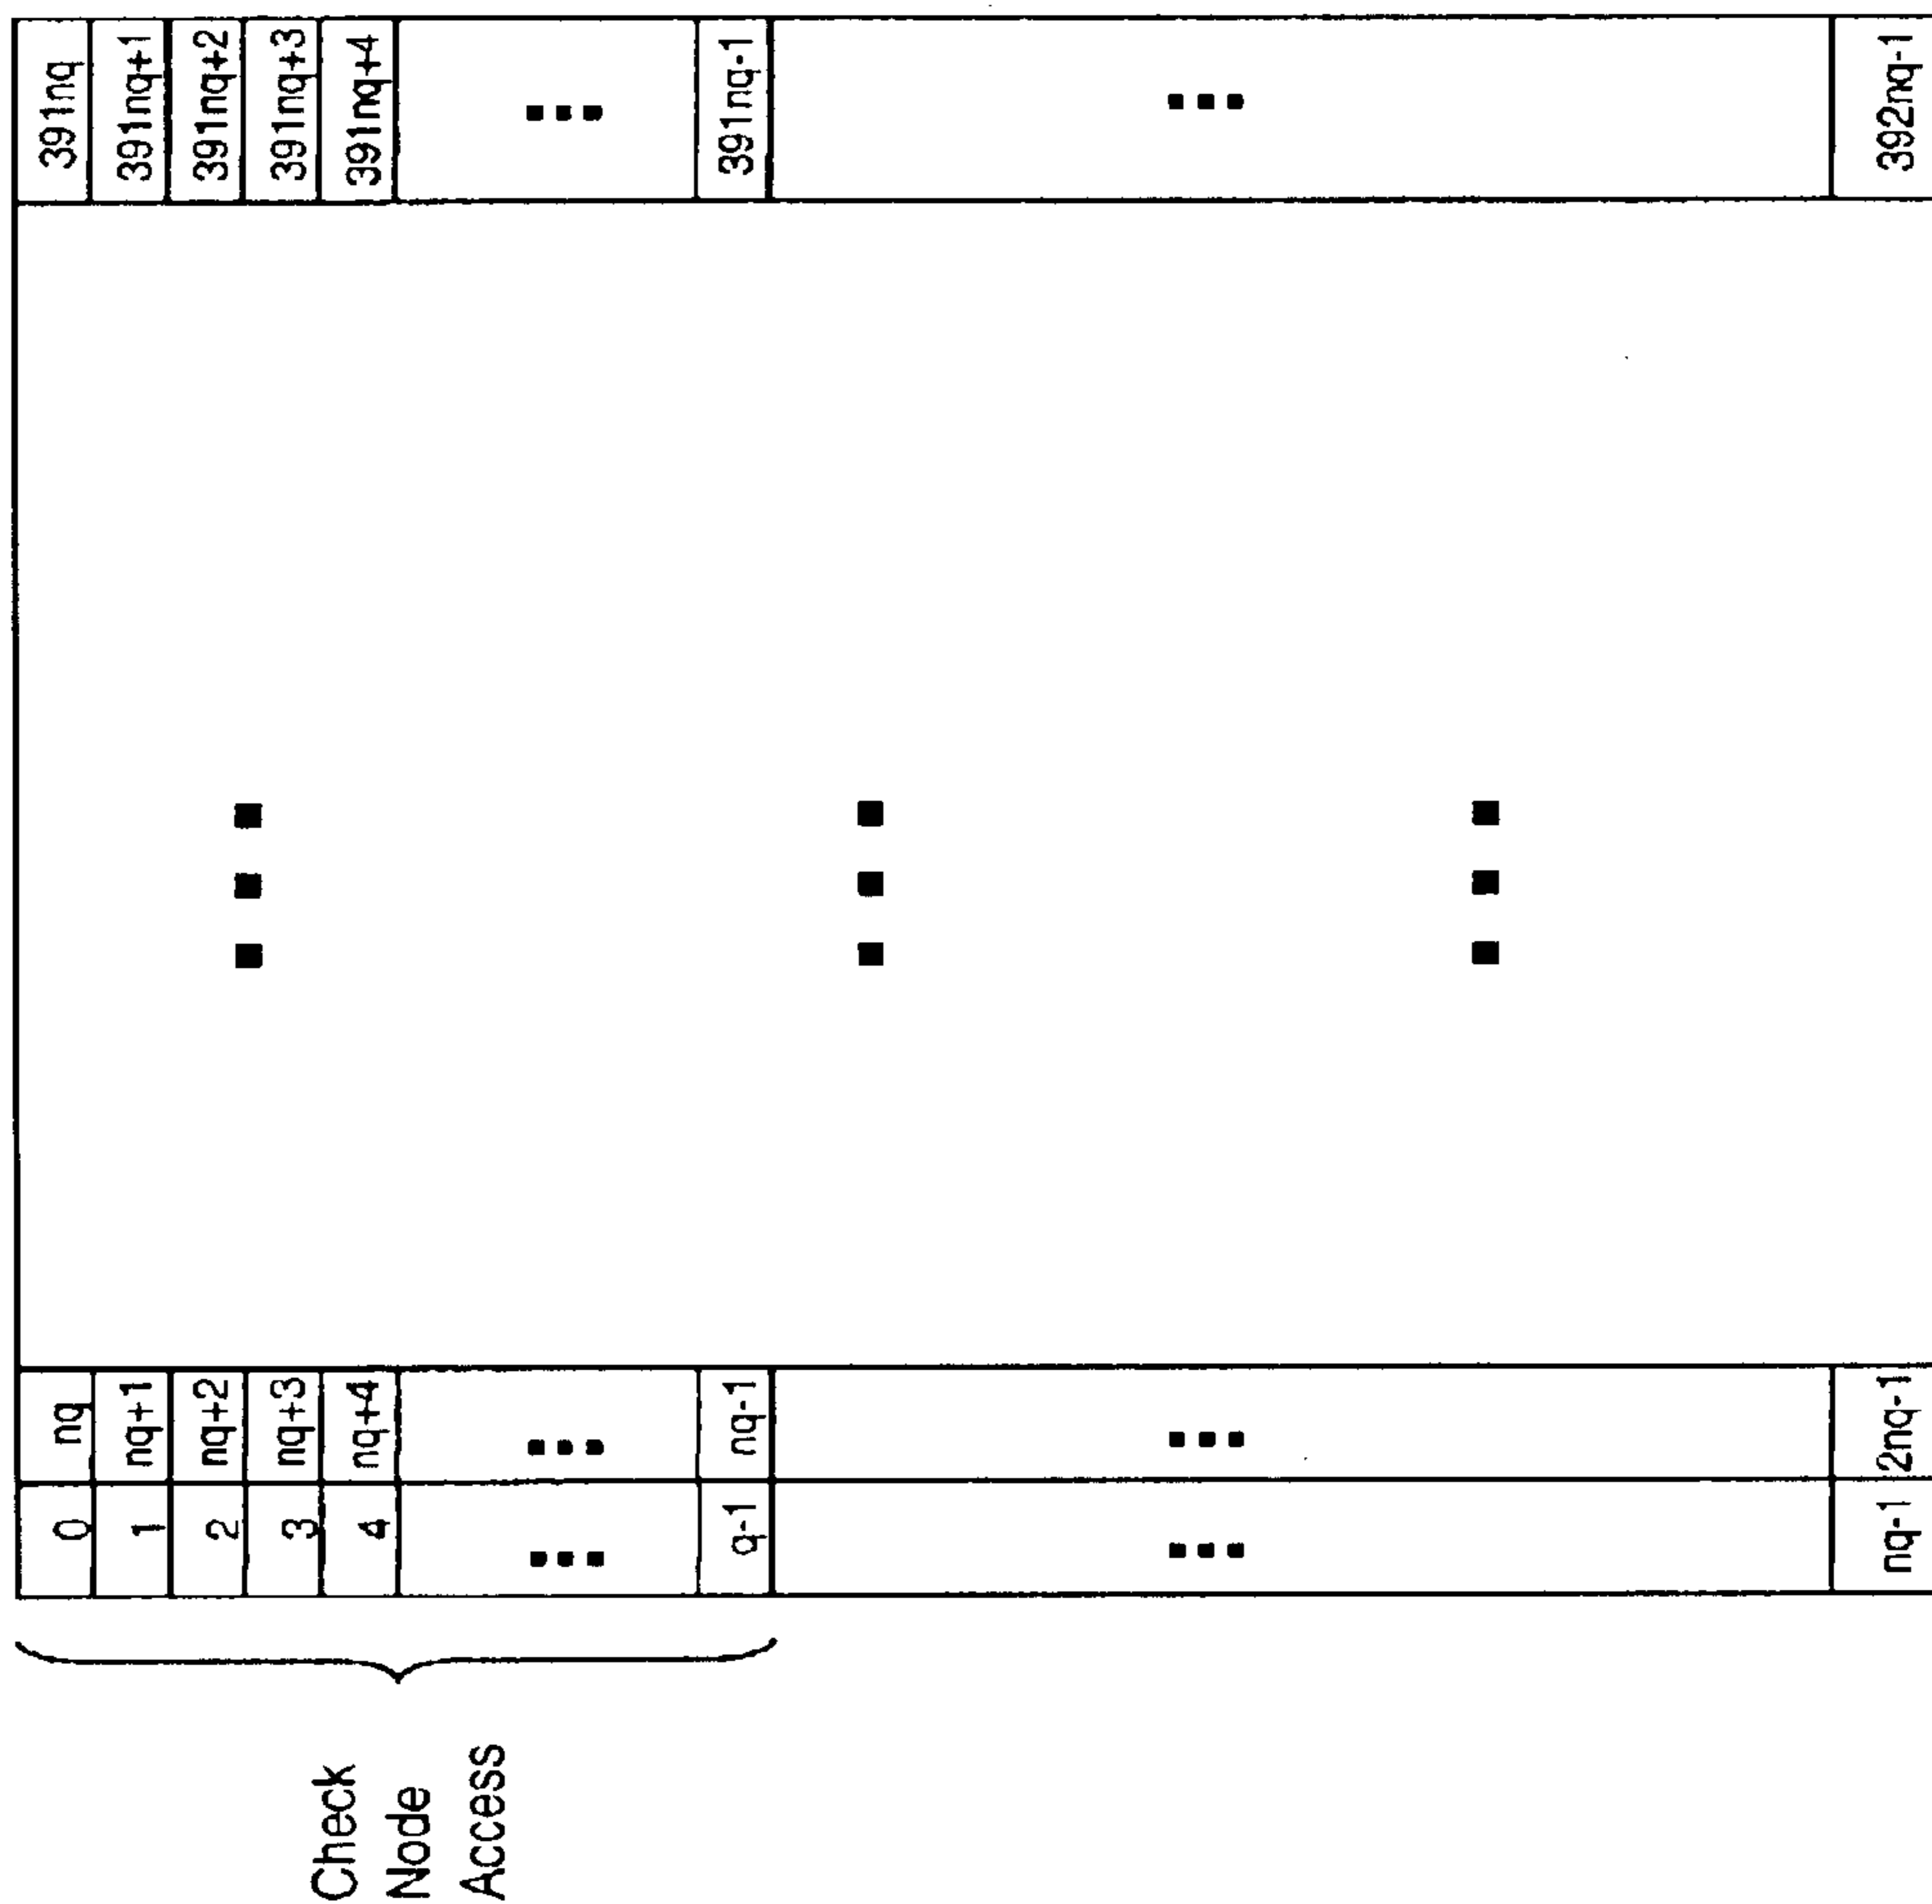 Check
Node
Access
0 nq 391nq
1 nq+1 391nq+1
2 nq+2 391nq+2
3 nq+3 391nq+3
4 nq+4 391nq+4
... ... ...
q-1 nq-1 391nq-1
... ... ...
nq-1 2nq-1 392nq-1